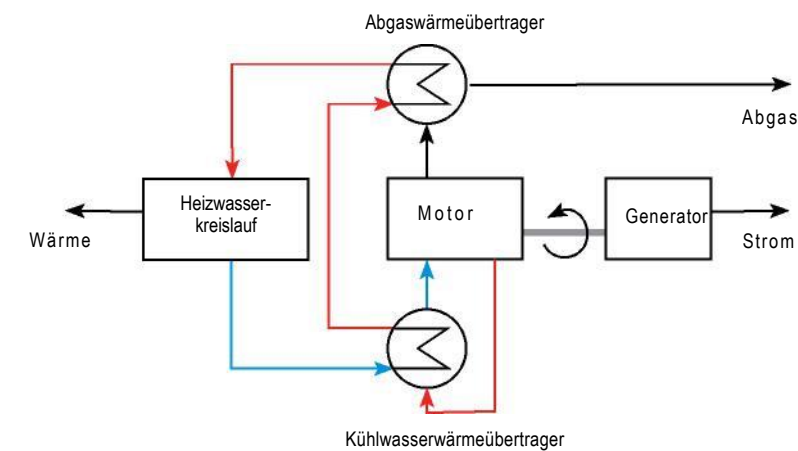 Abgaswärmeübertrager
Abgas
Heizwasser-
kreislauf
Motor
Generator
Wärme
Strom
Kühlwasserwärmeübertrager